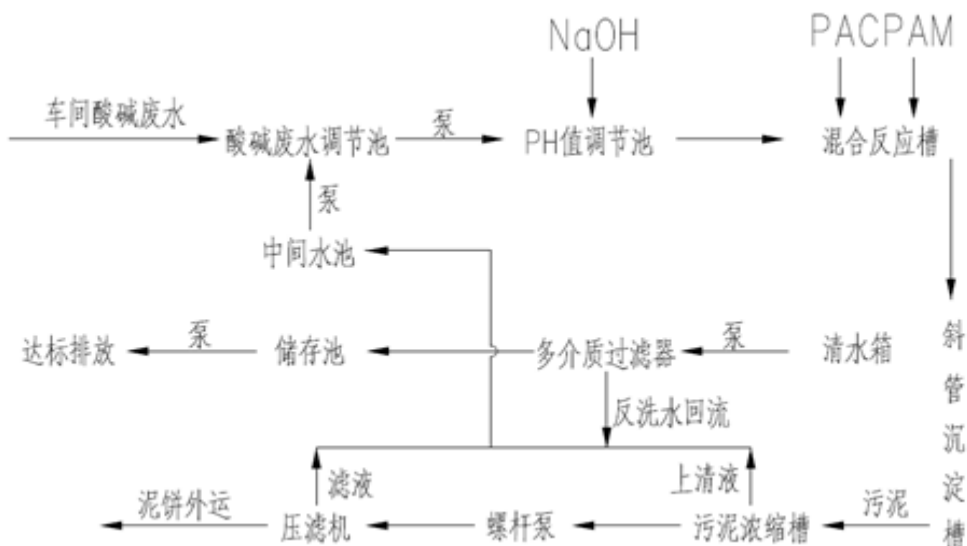 NaOH
PACPAM
车间酸碱废水
酸碱废水调节池
泵
PH值调节池
混合反应槽
泵
中间水池
达标排放
泵
储存池
多介质过滤器
泵
清水箱
斜管沉淀槽
反洗水回流
滤液
上清液
泥饼外运
压滤机
螺杆泵
污泥浓缩槽
污泥